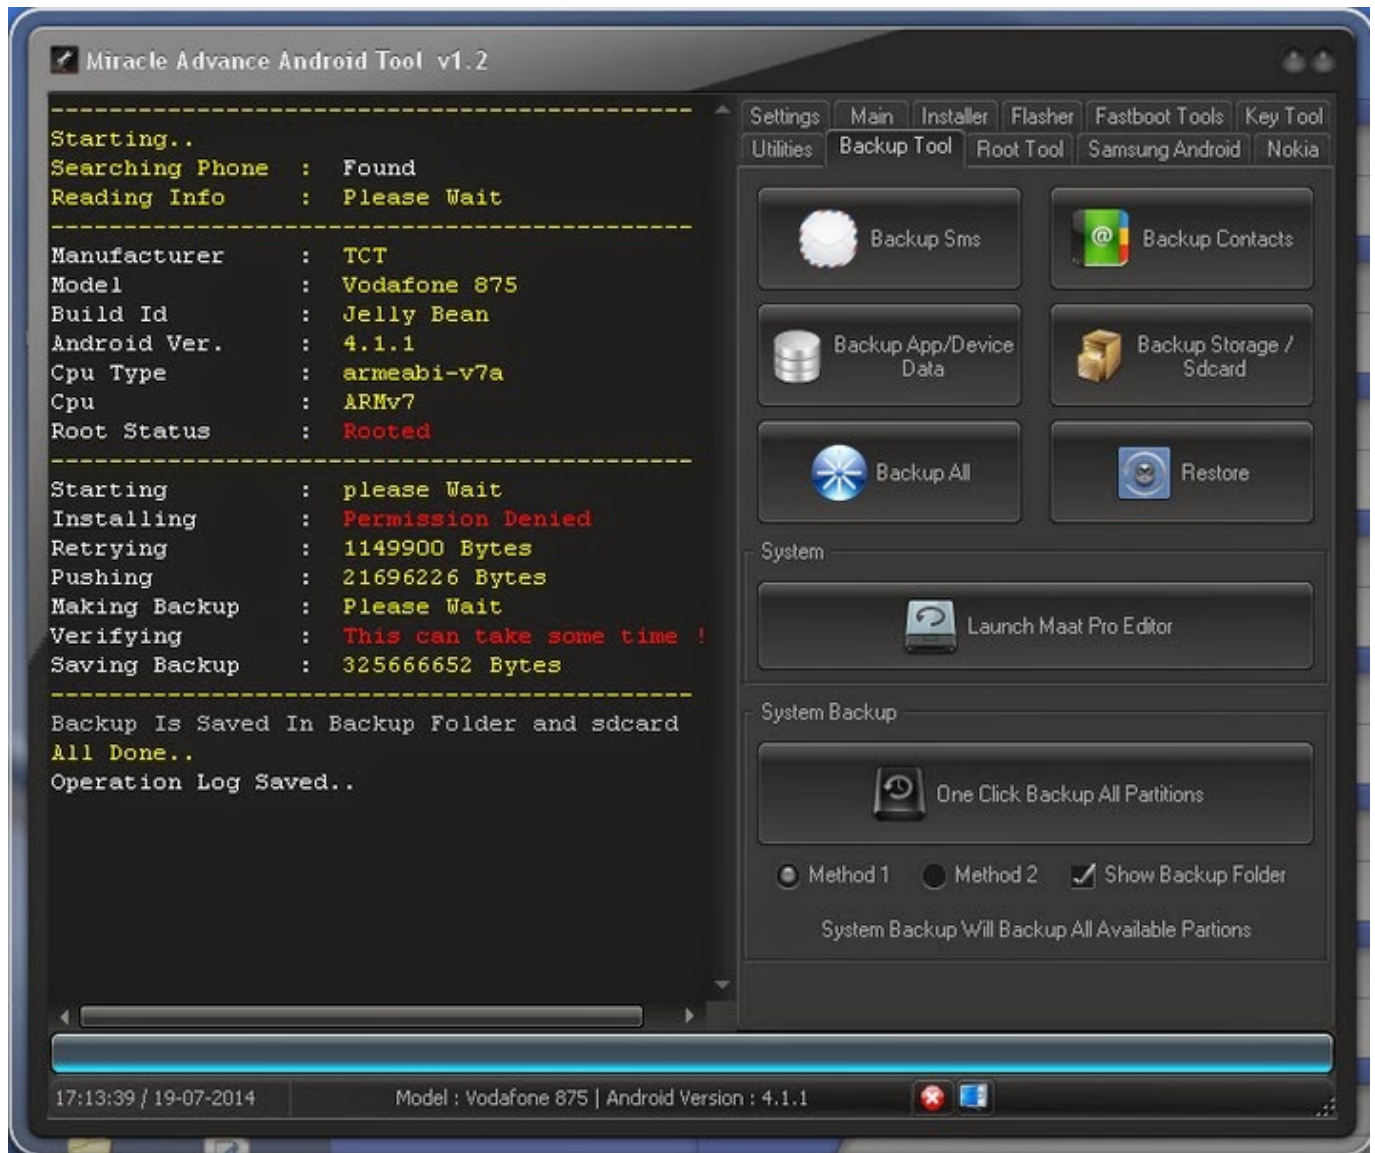 Miracle Advance Android Tool v1.2
Starting..
Searching Phone : Found
Reading Info : Please Wait
Manufacturer : TCT
Model : Vodafone 875
Build Id : Jelly Bean
Android Ver. : 4.1.1
Cpu Type : armeabi-v7a
Cpu : ARMv7
Root Status : Rooted
Starting : please Wait
Installing : Permission Denied
Retrying : 1149900 Bytes
Pushing : 21696226 Bytes
Making Backup : Please Wait
Verifying : This can take some time !
Saving Backup : 325666652 Bytes
Backup Is Saved In Backup Folder and sdcard
All Done..
Operation Log Saved..
Settings Main Installer Flasher Fastboot Tools Key Tool
Utilities Backup Tool Root Tool Samsung Android Nokia
Backup Sms
Backup Contacts
Backup App/Device
Data
Backup Storage /
Sdcard
Backup All
Restore
System
Launch Maat Pro Editor
System Backup
One Click Backup All Partitions
Method 1 Method 2 Show Backup Folder
System Backup Will Backup All Available Partions
17:13:39 / 19-07-2014
Model : Vodafone 875 | Android Version : 4.1.1